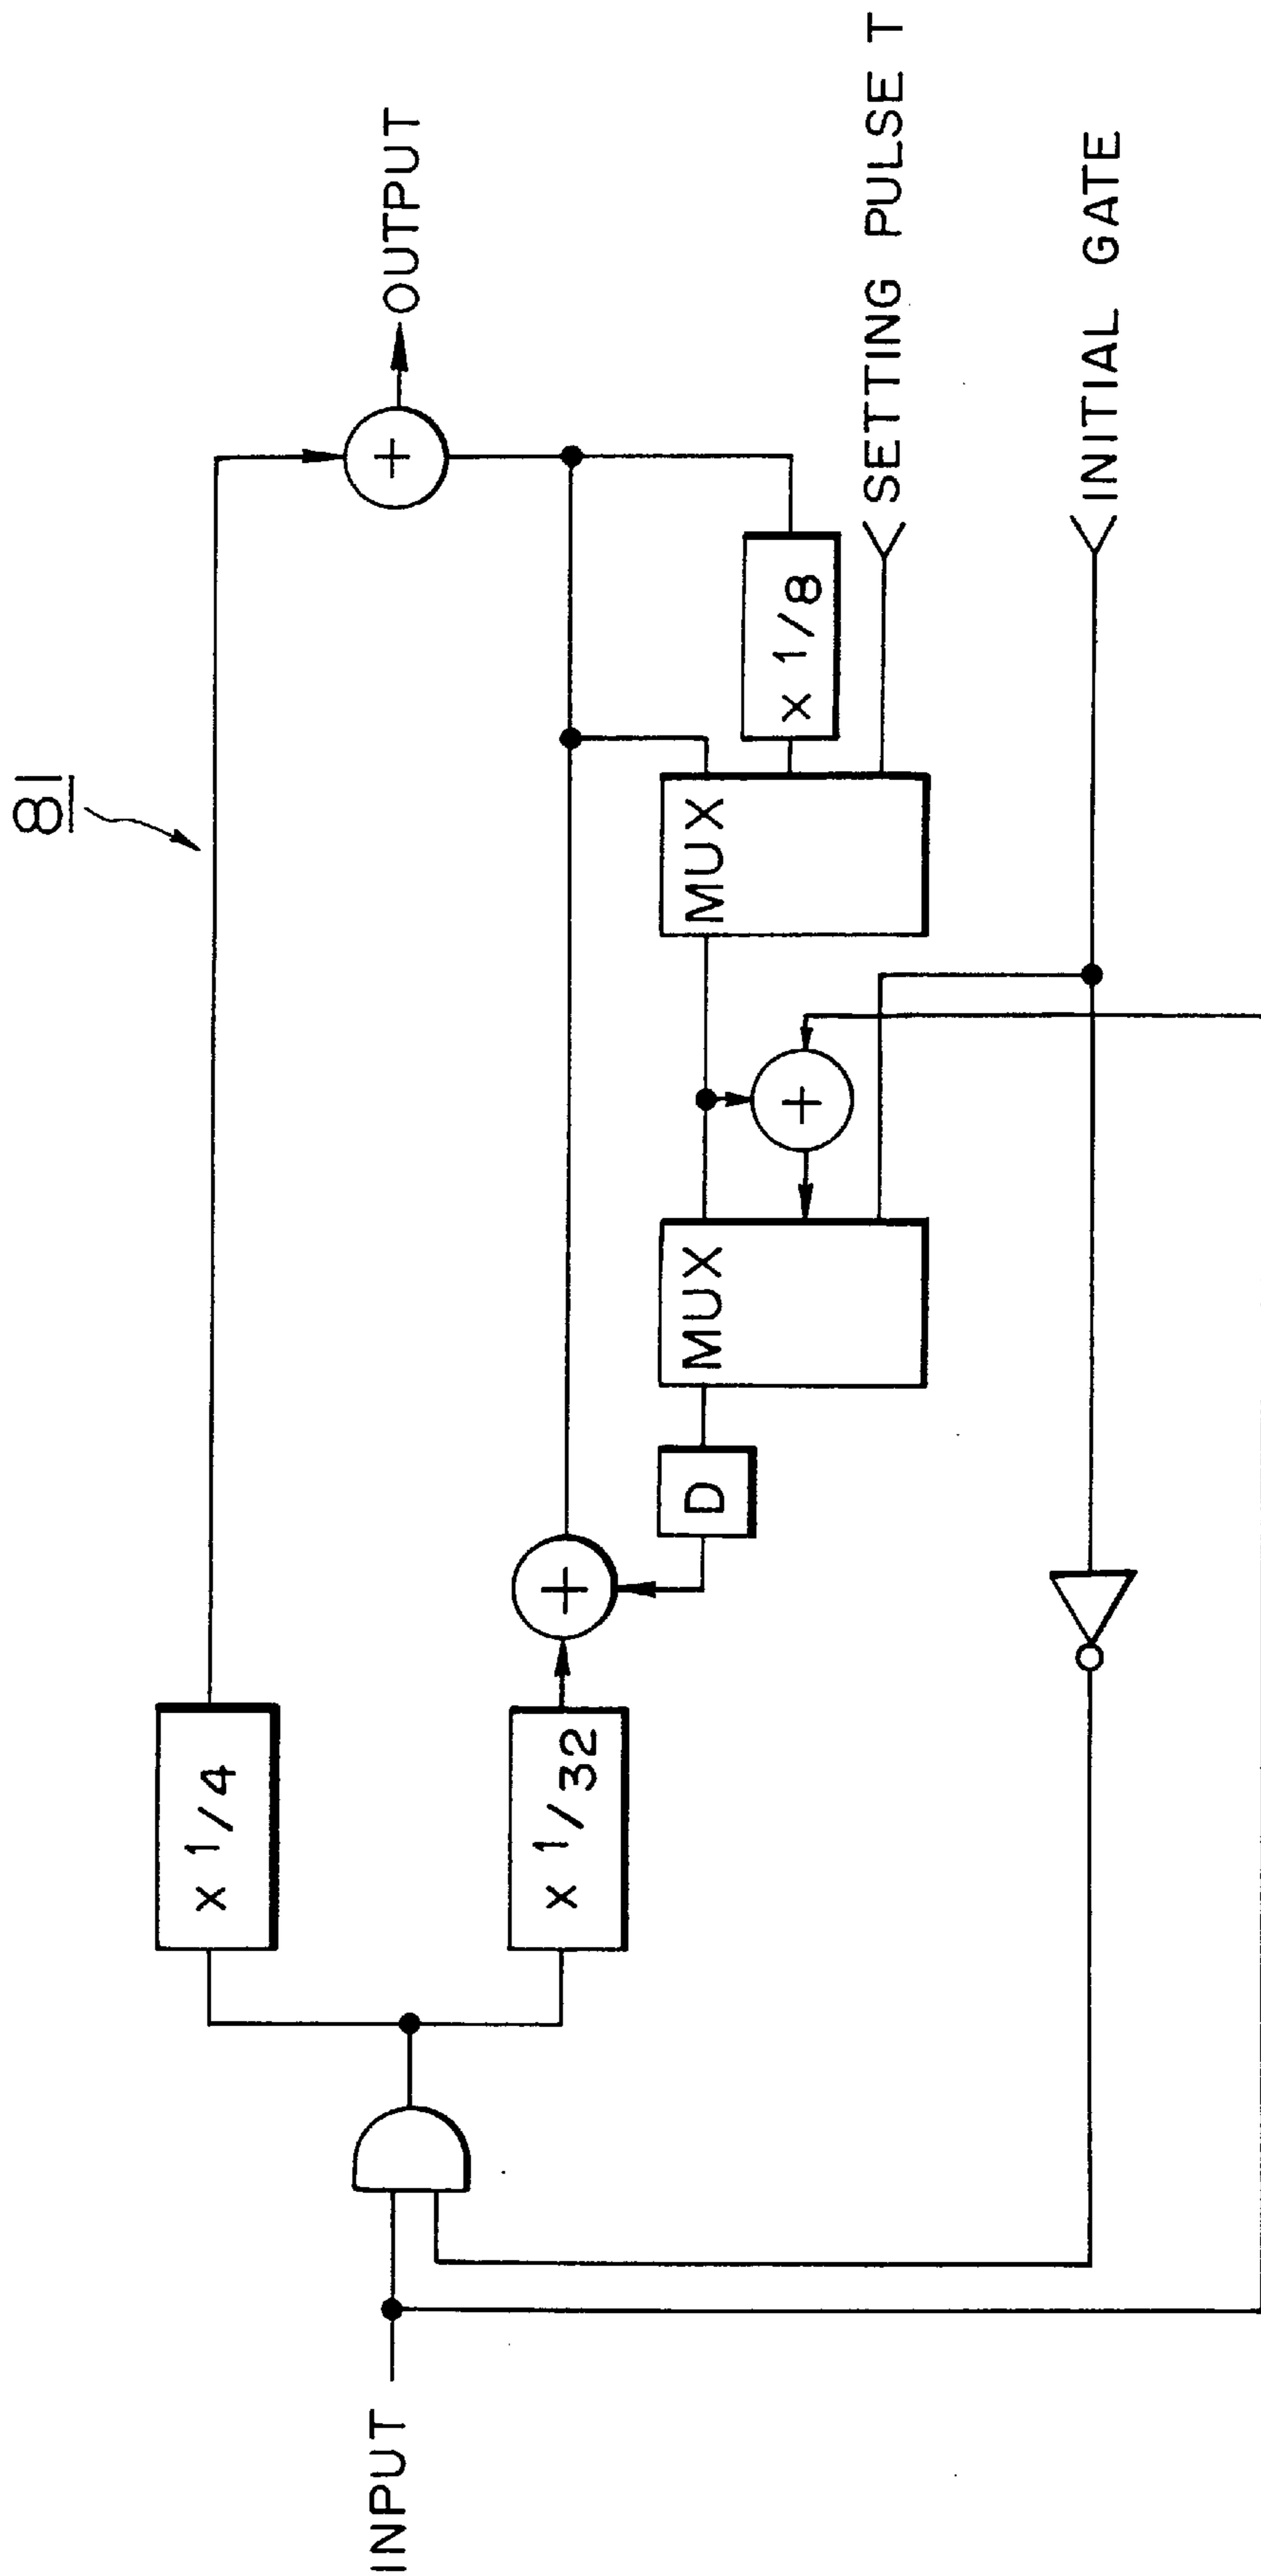 81
INPUT
x 1/4
x 1/32
+
+
OUTPUT
D
MUX
+
MUX
x 1/8
SETTING PULSE T
INITIAL GATE